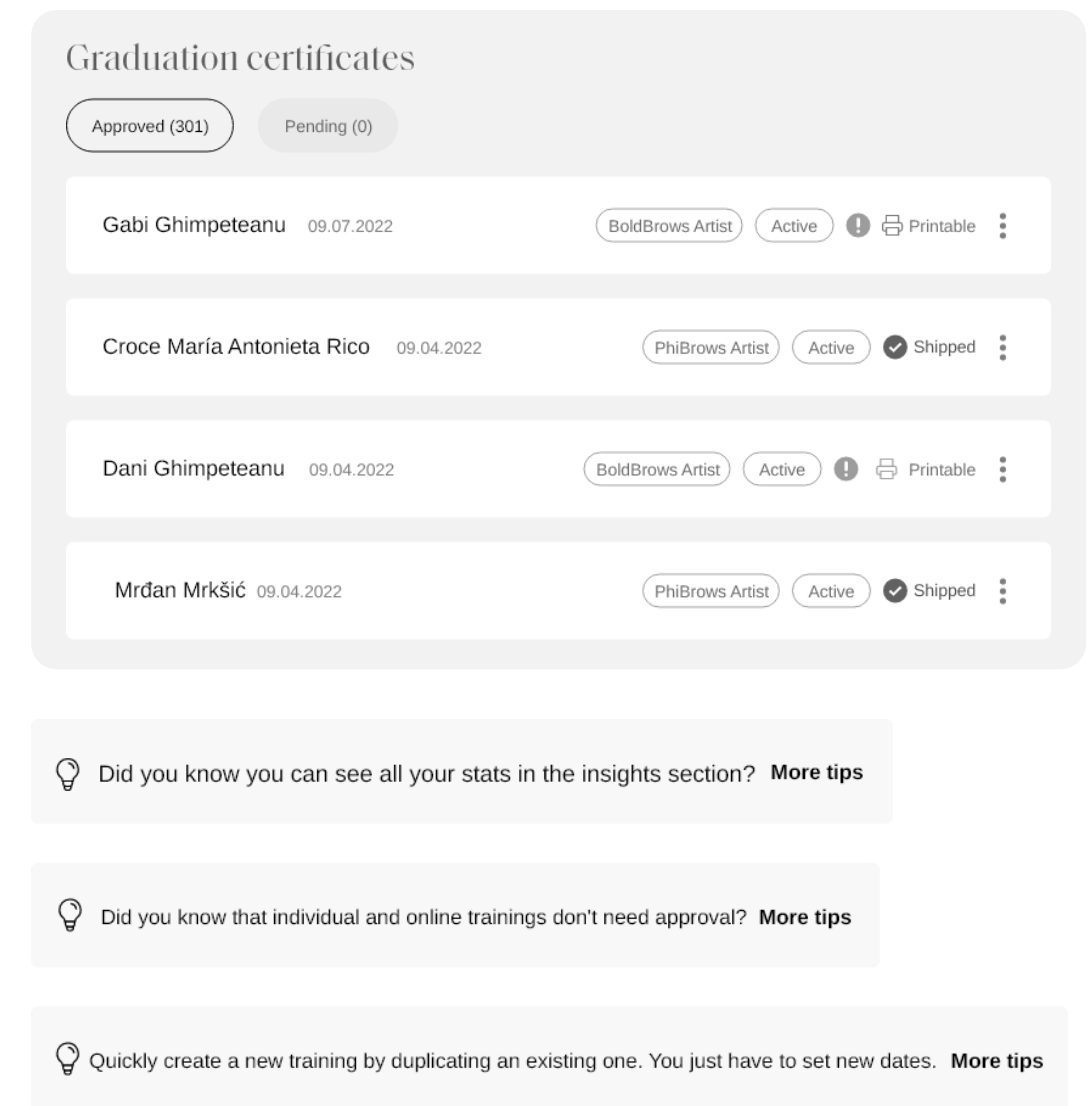 Graduation certificates
Approved (301) Pending (0)
Gabi Ghimpeteanu 09.07.2022 BoldBrows Artist Active Printable
Croce María Antonieta Rico 09.04.2022 PhiBrows Artist Active Shipped
Dani Ghimpeteanu 09.04.2022 BoldBrows Artist Active Printable
Mrđan Mrkšić 09.04.2022 PhiBrows Artist Active Shipped
Did you know you can see all your stats in the insights section? More tips
Did you know that individual and online trainings don't need approval? More tips
Quickly create a new training by duplicating an existing one. You just have to set new dates. More tips